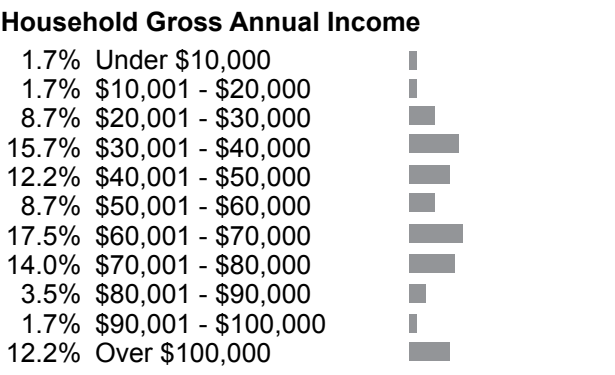 Household Gross Annual Income
1.7% Under $10,000
1.7% $10,001 - $20,000
8.7% $20,001 - $30,000
15.7% $30,001 - $40,000
12.2% $40,001 - $50,000
8.7% $50,001 - $60,000
17.5% $60,001 - $70,000
14.0% $70,001 - $80,000
3.5% $80,001 - $90,000
1.7% $90,001 - $100,000
12.2% Over $100,000